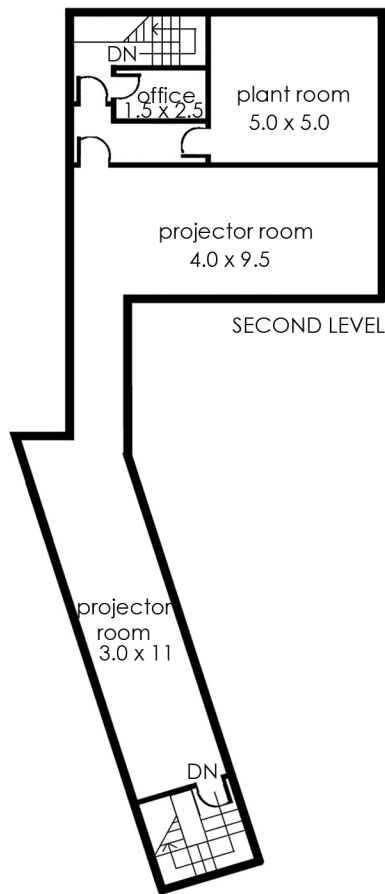 DN
office
1.5 x 2.5
plant room
5.0 x 5.0
projector room
4.0 x 9.5
SECOND LEVEL
projector
room
3.0 x 11
DN